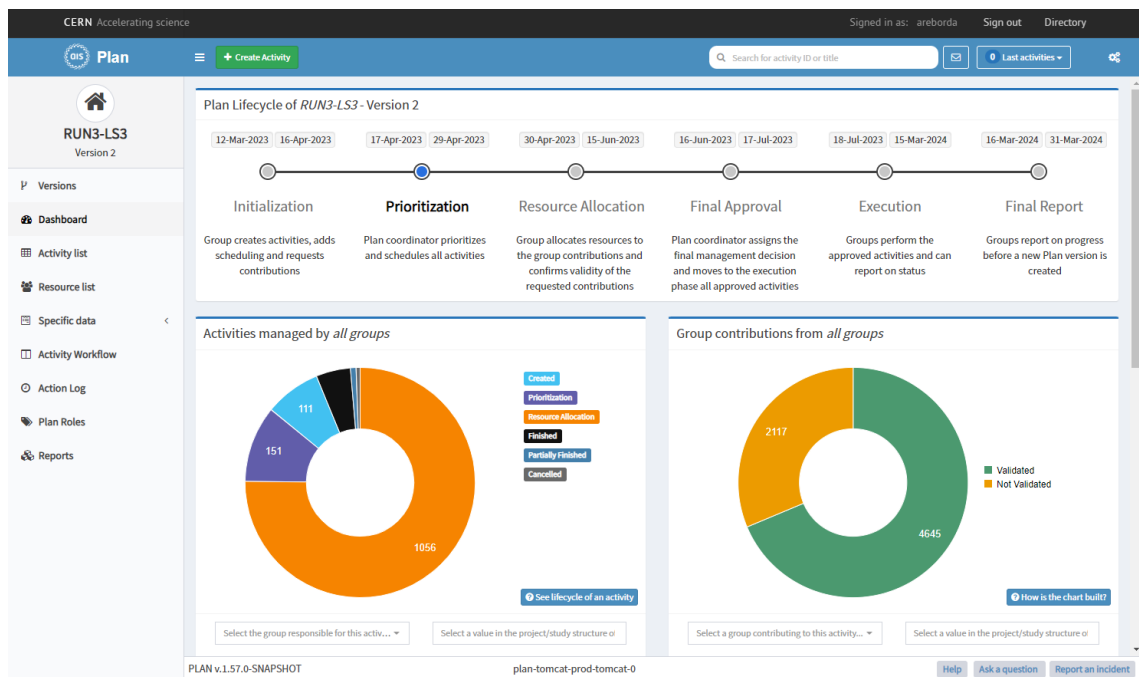 CERN Accelerating science
Signed in as: areborda Sign out Directory
ais Plan
+ Create Activity
Search for activity ID or title
0 Last activities
RUN3-LS3
Version 2
Versions
Dashboard
Activity list
Resource list
Specific data
Activity Workflow
Action Log
Plan Roles
Reports
Plan Lifecycle of RUN3-LS3 - Version 2
12-Mar-2023 16-Apr-2023
17-Apr-2023 29-Apr-2023
30-Apr-2023 15-Jun-2023
16-Jun-2023 17-Jul-2023
18-Jul-2023 15-Mar-2024
16-Mar-2024 31-Mar-2024
Initialization
Prioritization
Resource Allocation
Final Approval
Execution
Final Report
Group creates activities, adds
scheduling and requests
contributions
Plan coordinator prioritizes
and schedules all activities
Group allocates resources to
the group contributions and
confirms validity of the
requested contributions
Plan coordinator assigns the
final management decision
and moves to the execution
phase all approved activities
Groups perform the
approved activities and can
report on status
Groups report on progress
before a new Plan version is
created
Activities managed by all groups
111
151
1056
Created
Prioritization
Resource Allocation
Finished
Partially Finished
Cancelled
See lifecycle of an activity
Select the group responsible for this activ...
Select a value in the project/study structure of
Group contributions from all groups
2117
4645
Validated
Not Validated
How is the chart built?
Select a group contributing to this activity...
Select a value in the project/study structure of
PLAN v.1.57.0-SNAPSHOT
plan-tomcat-prod-tomcat-0
Help Ask a question Report an incident